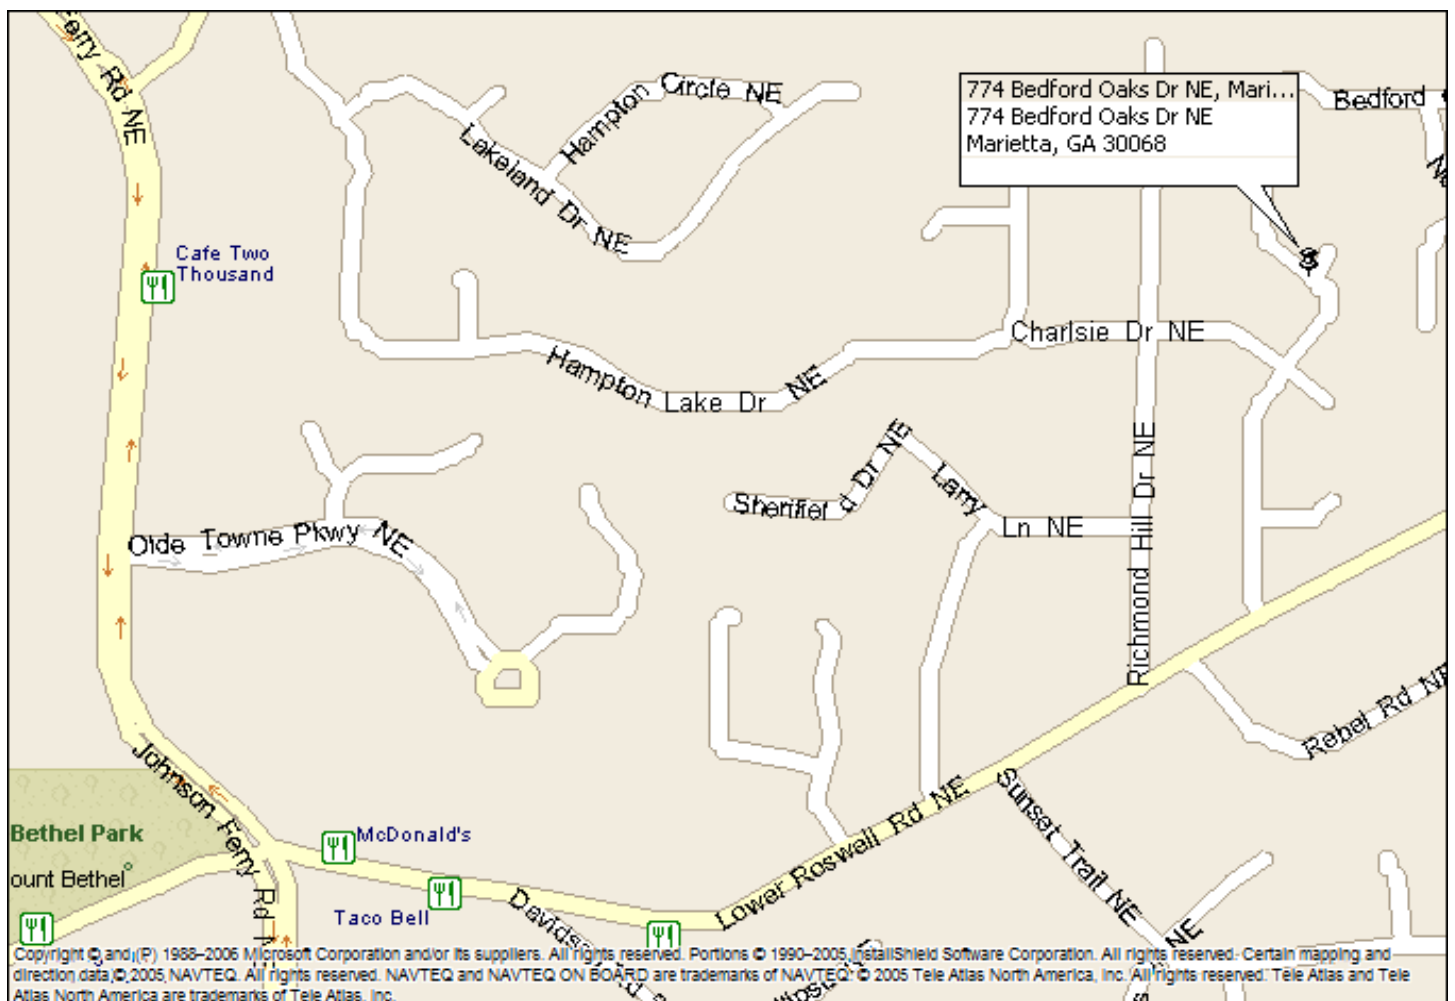 Ferry Rd NE
Hampton Circle NE
774 Bedford Oaks Dr NE, Mari...
774 Bedford Oaks Dr NE
Marietta, GA 30068
Bedford
Lakeland Dr NE
Cafe Two
Thousand
Charlsie Dr NE
Hampton Lake Dr NE
Larry Ln NE
Richmond Hill Dr NE
Olde Towne Pkwy NE
Rebel Rd NE
Johnson Ferry Rd
Bethel Park
McDonald's
ount Bethel
Taco Bell
Lower Roswell Rd NE
Sunset Trail NE
NE
Copyright © and (P) 1988–2006 Microsoft Corporation and/or its suppliers. All rights reserved. Portions © 1990–2005 InstallShield Software Corporation. All rights reserved. Certain mapping and
direction data © 2005 NAVTEQ. All rights reserved. NAVTEQ and NAVTEQ ON BOARD are trademarks of NAVTEQ. © 2005 Tele Atlas North America, Inc. All rights reserved. Tele Atlas and Tele
Atlas North America are trademarks of Tele Atlas, Inc.